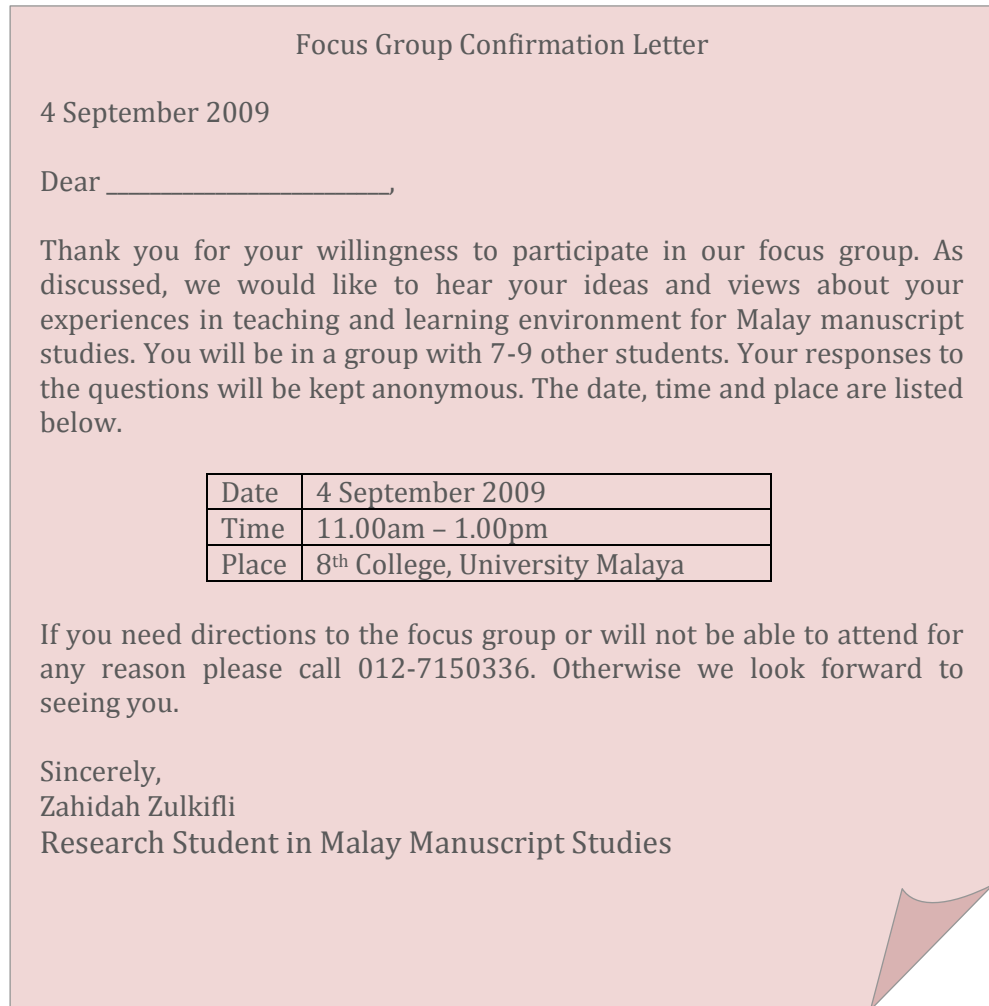 Focus Group Confirmation Letter
4 September 2009
Dear __________________________,
Thank you for your willingness to participate in our focus group. As
discussed, we would like to hear your ideas and views about your
experiences in teaching and learning environment for Malay manuscript
studies. You will be in a group with 7-9 other students. Your responses to
the questions will be kept anonymous. The date, time and place are listed
below.
Date 4 September 2009
Time 11.00am – 1.00pm
Place 8th College, University Malaya
If you need directions to the focus group or will not be able to attend for
any reason please call 012-7150336. Otherwise we look forward to
seeing you.
Sincerely,
Zahidah Zulkifli
Research Student in Malay Manuscript Studies